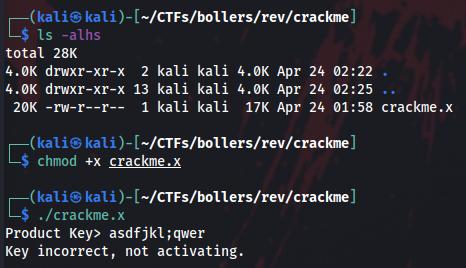 ┌──(kali㉿kali)-[~/CTFs/bollers/rev/crackme]
└─$ ls -alhs
total 28K
4.0K drwxr-xr-x  2 kali kali 4.0K Apr 24 02:22 .
4.0K drwxr-xr-x 13 kali kali 4.0K Apr 24 02:25 ..
 20K -rw-r--r--  1 kali kali  17K Apr 24 01:58 crackme.x
┌──(kali㉿kali)-[~/CTFs/bollers/rev/crackme]
└─$ chmod +x crackme.x
┌──(kali㉿kali)-[~/CTFs/bollers/rev/crackme]
└─$ ./crackme.x
Product Key> asdfjkl;qwer
Key incorrect, not activating.